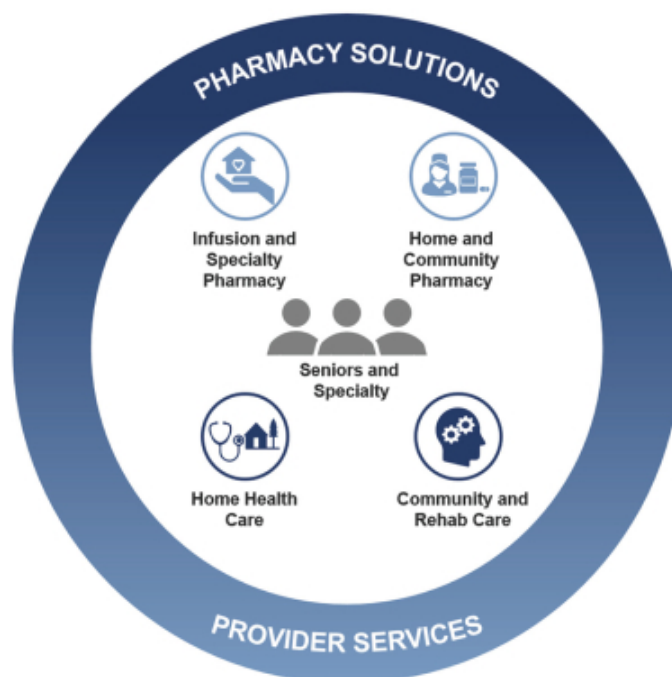 PHARMACY SOLUTIONS
Infusion and
Specialty
Pharmacy
Home and
Community
Pharmacy
Seniors and
Specialty
Home Health
Care
Community and
Rehab Care
PROVIDER SERVICES